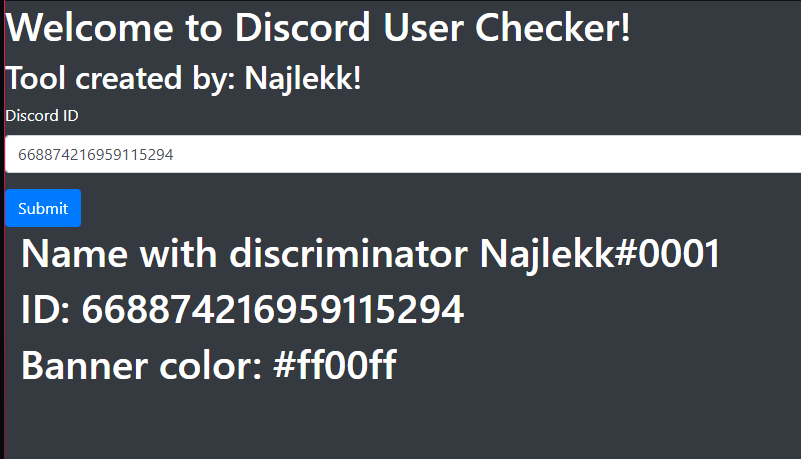 Welcome to Discord User Checker!
Tool created by: Najlekk!
Discord ID
668874216959115294
Submit
Name with discriminator Najlekk#0001
ID: 668874216959115294
Banner color: #ff00ff